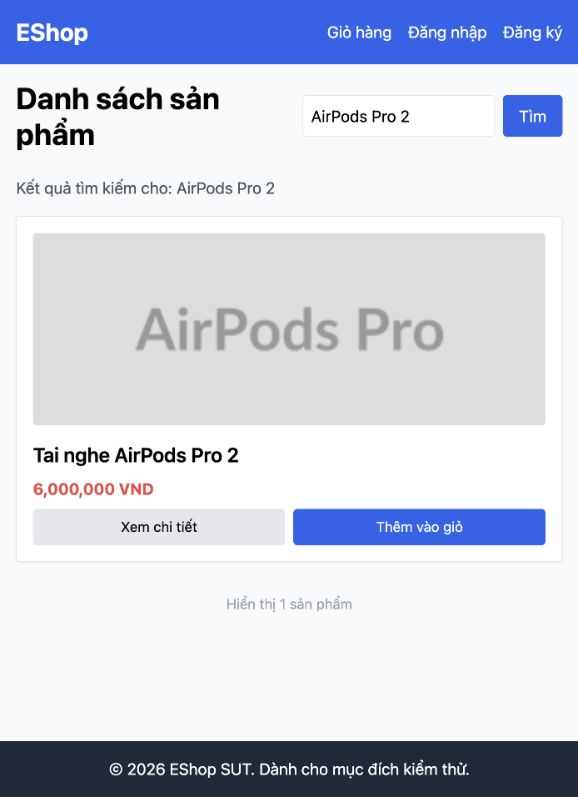 EShop
Giỏ hàng Đăng nhập Đăng ký
Danh sách sản
phẩm
AirPods Pro 2
Tìm
Kết quả tìm kiếm cho: AirPods Pro 2
AirPods Pro
Tai nghe AirPods Pro 2
6,000,000 VND
Xem chi tiết
Thêm vào giỏ
Hiển thị 1 sản phẩm
© 2026 EShop SUT. Dành cho mục đích kiểm thử.